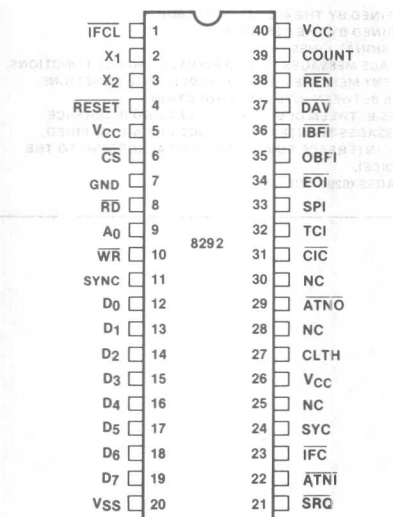 IFCL 1 40 VCC
X1 2 39 COUNT
X2 3 38 REN
RESET 4 37 DAV
VCC 5 36 IBFI
CS 6 35 OBFI
GND 7 34 EOI
RD 8 33 SPI
A0 9 32 TCI
8292
WR 10 31 CIC
SYNC 11 30 NC
D0 12 29 ATNO
D1 13 28 NC
D2 14 27 CLTH
D3 15 26 VCC
D4 16 25 NC
D5 17 24 SYC
D6 18 23 IFC
D7 19 22 ATNI
VSS 20 21 SRQ